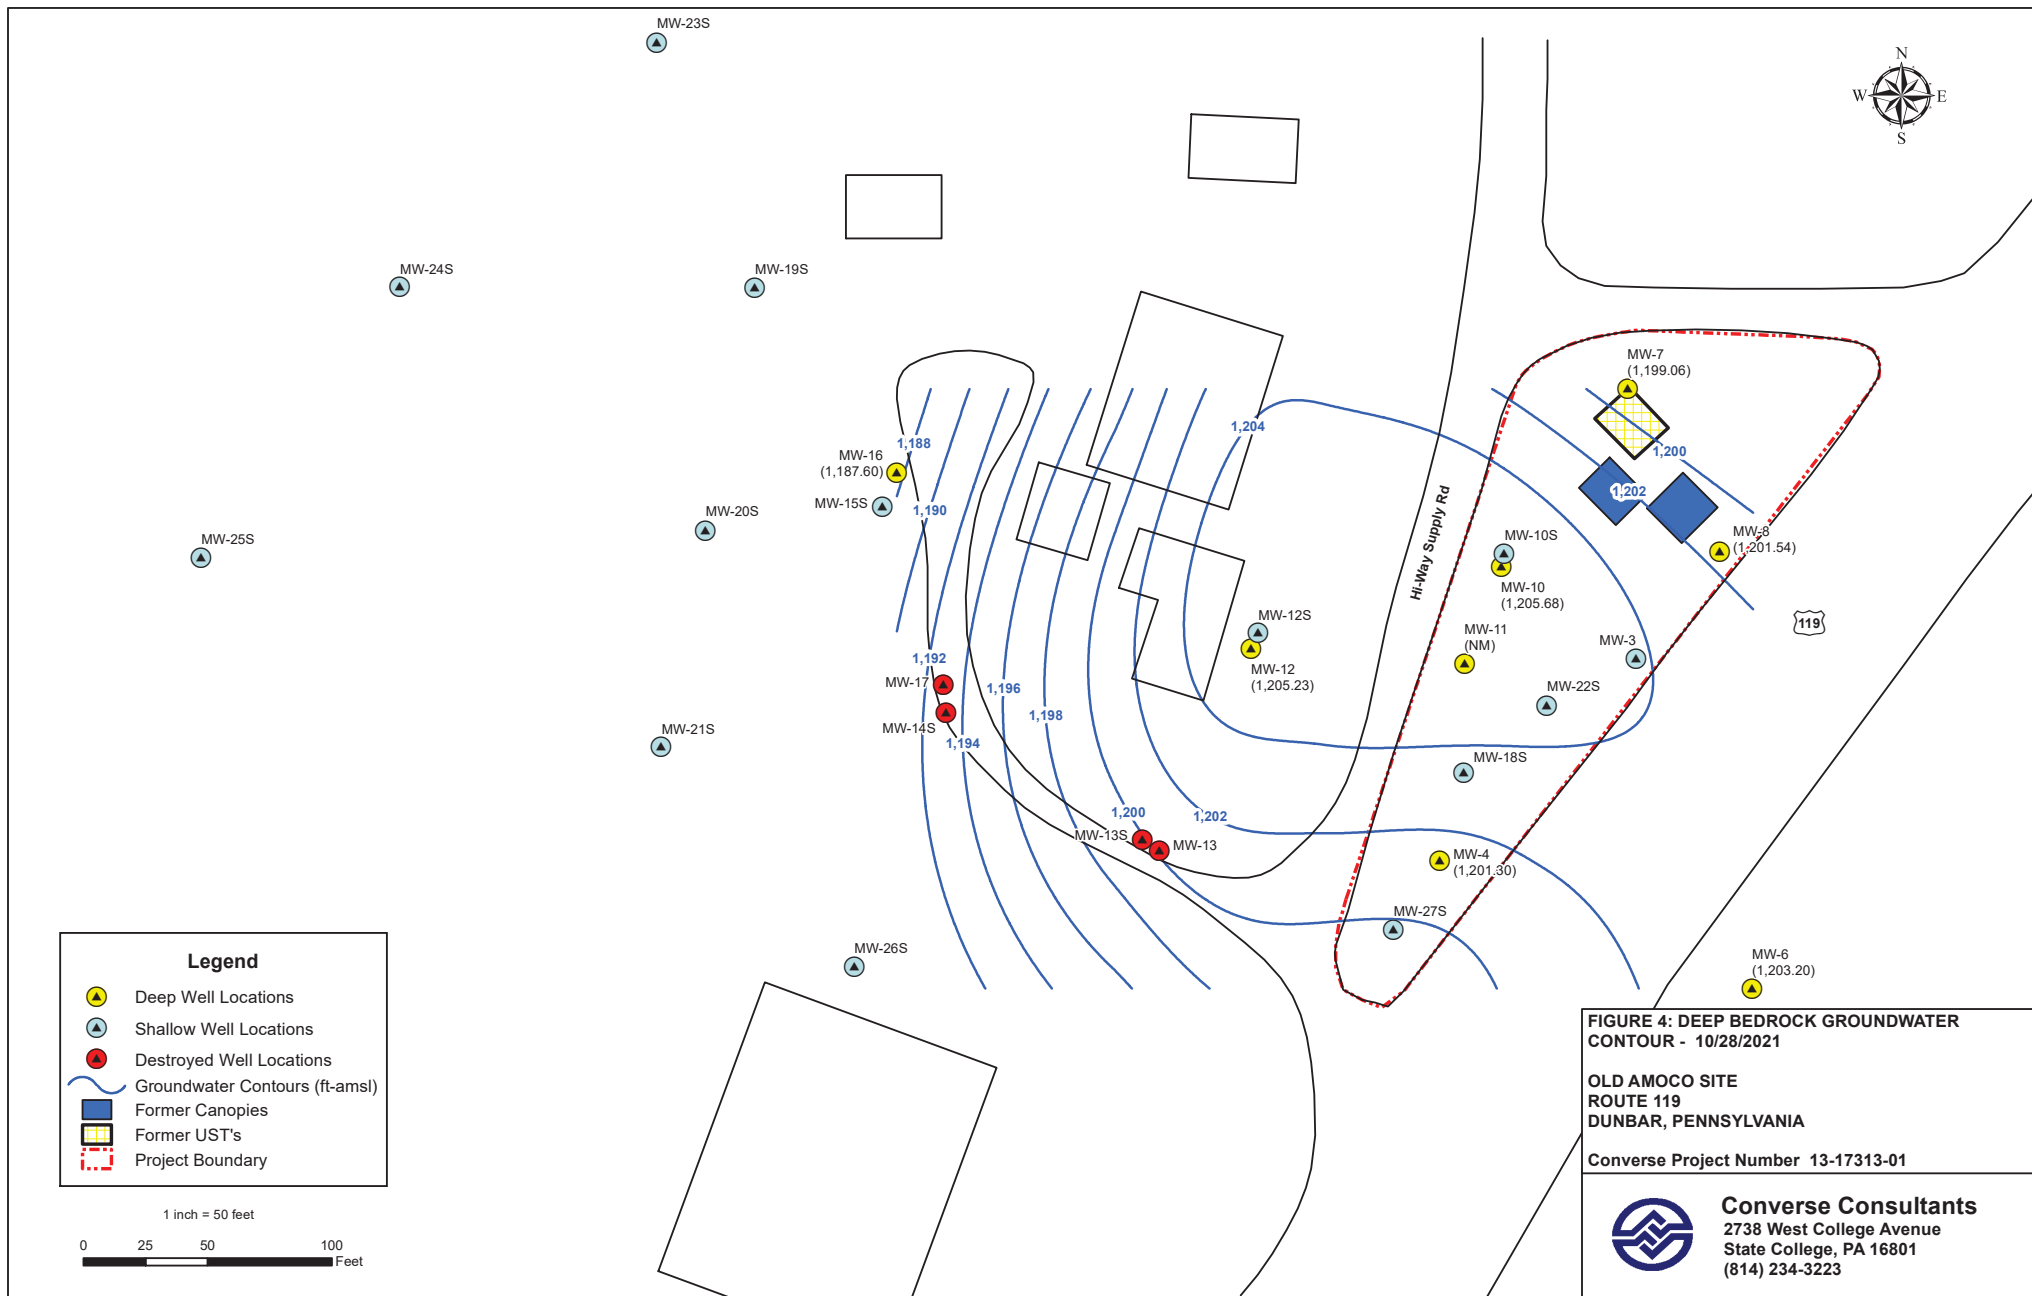 MW-23S
N
W
E
S
MW-24S
MW-19S
MW-7
(1,199.06)
1,204
1,188
1,200
MW-16
(1,187.60)
1,202
MW-15S
1,190
MW-20S
MW-10S
MW-8
(1,201.54)
MW-25S
Hi-Way Supply Rd
MW-10
(1,205.68)
MW-12S
119
MW-11
(NM)
MW-3
1,192
MW-12
(1,205.23)
MW-17
1,196
MW-22S
1,198
MW-14S
MW-21S
1,194
MW-18S
1,200
1,202
MW-13S
MW-13
MW-4
(1,201.30)
MW-27S
MW-26S
MW-6
(1,203.20)
Legend
Deep Well Locations
Shallow Well Locations
Destroyed Well Locations
Groundwater Contours (ft-amsl)
Former Canopies
Former UST's
Project Boundary
1 inch = 50 feet
0 25 50 100
Feet
FIGURE 4: DEEP BEDROCK GROUNDWATER
CONTOUR - 10/28/2021
OLD AMOCO SITE
ROUTE 119
DUNBAR, PENNSYLVANIA
Converse Project Number 13-17313-01
Converse Consultants
2738 West College Avenue
State College, PA 16801
(814) 234-3223